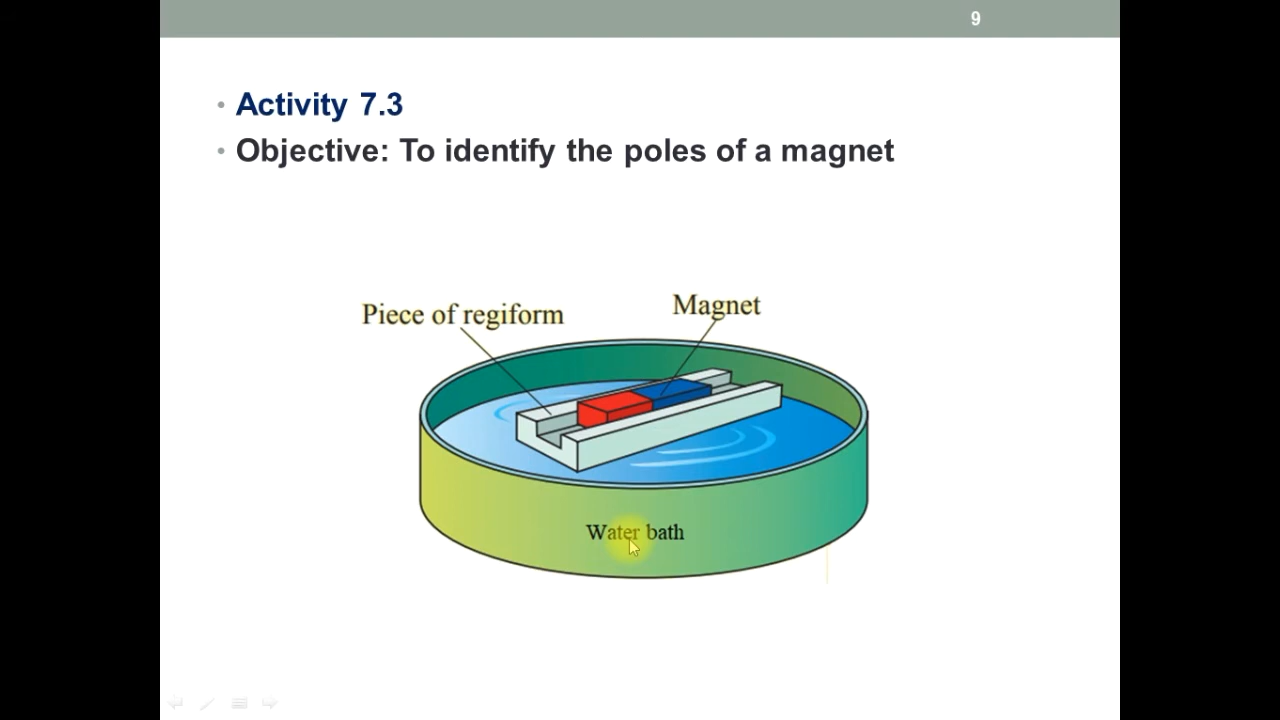 9
• Activity 7.3
• Objective: To identify the poles of a magnet
Piece of regiform
Magnet
Water bath